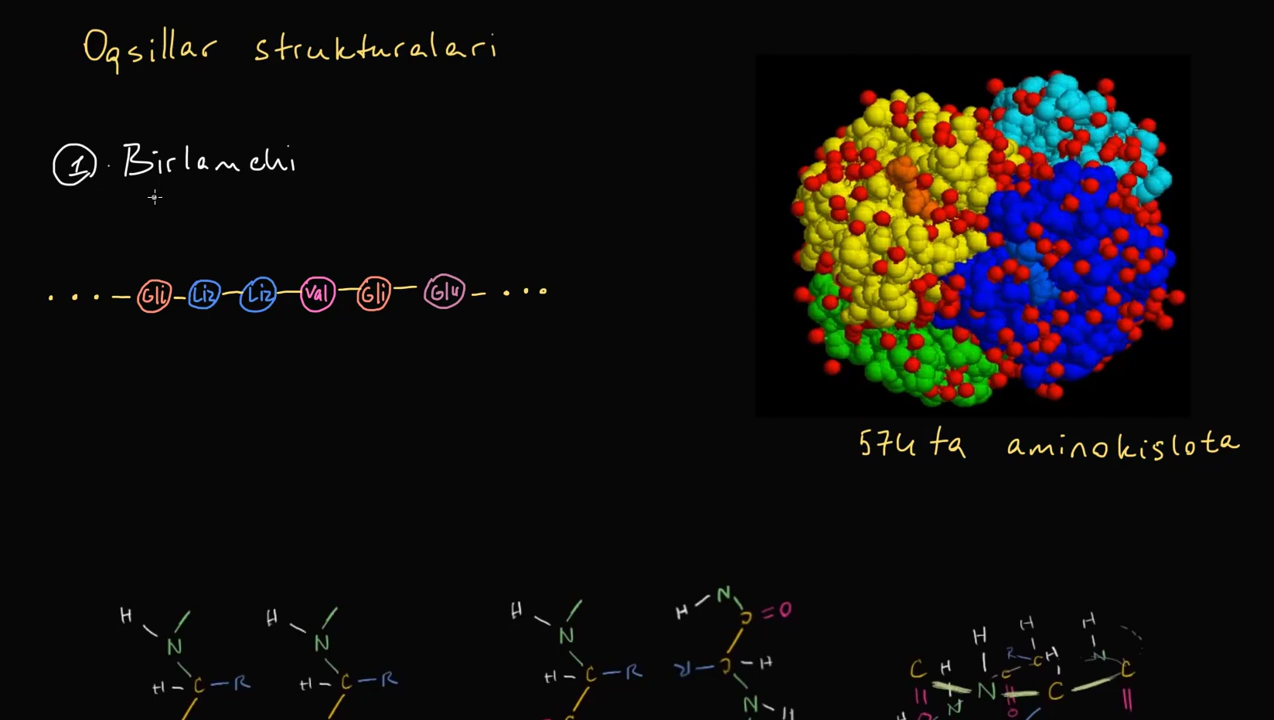 Oqsillar strukturalari
1. Birlamchi
... Gli Liz Liz Val Gli Glu ...
574 ta aminokislota
H N
H C R
H N
H C R
H N
H C R
H N C =O
R C H
N H
H H H
H R C H N
C N C O C C
H N O